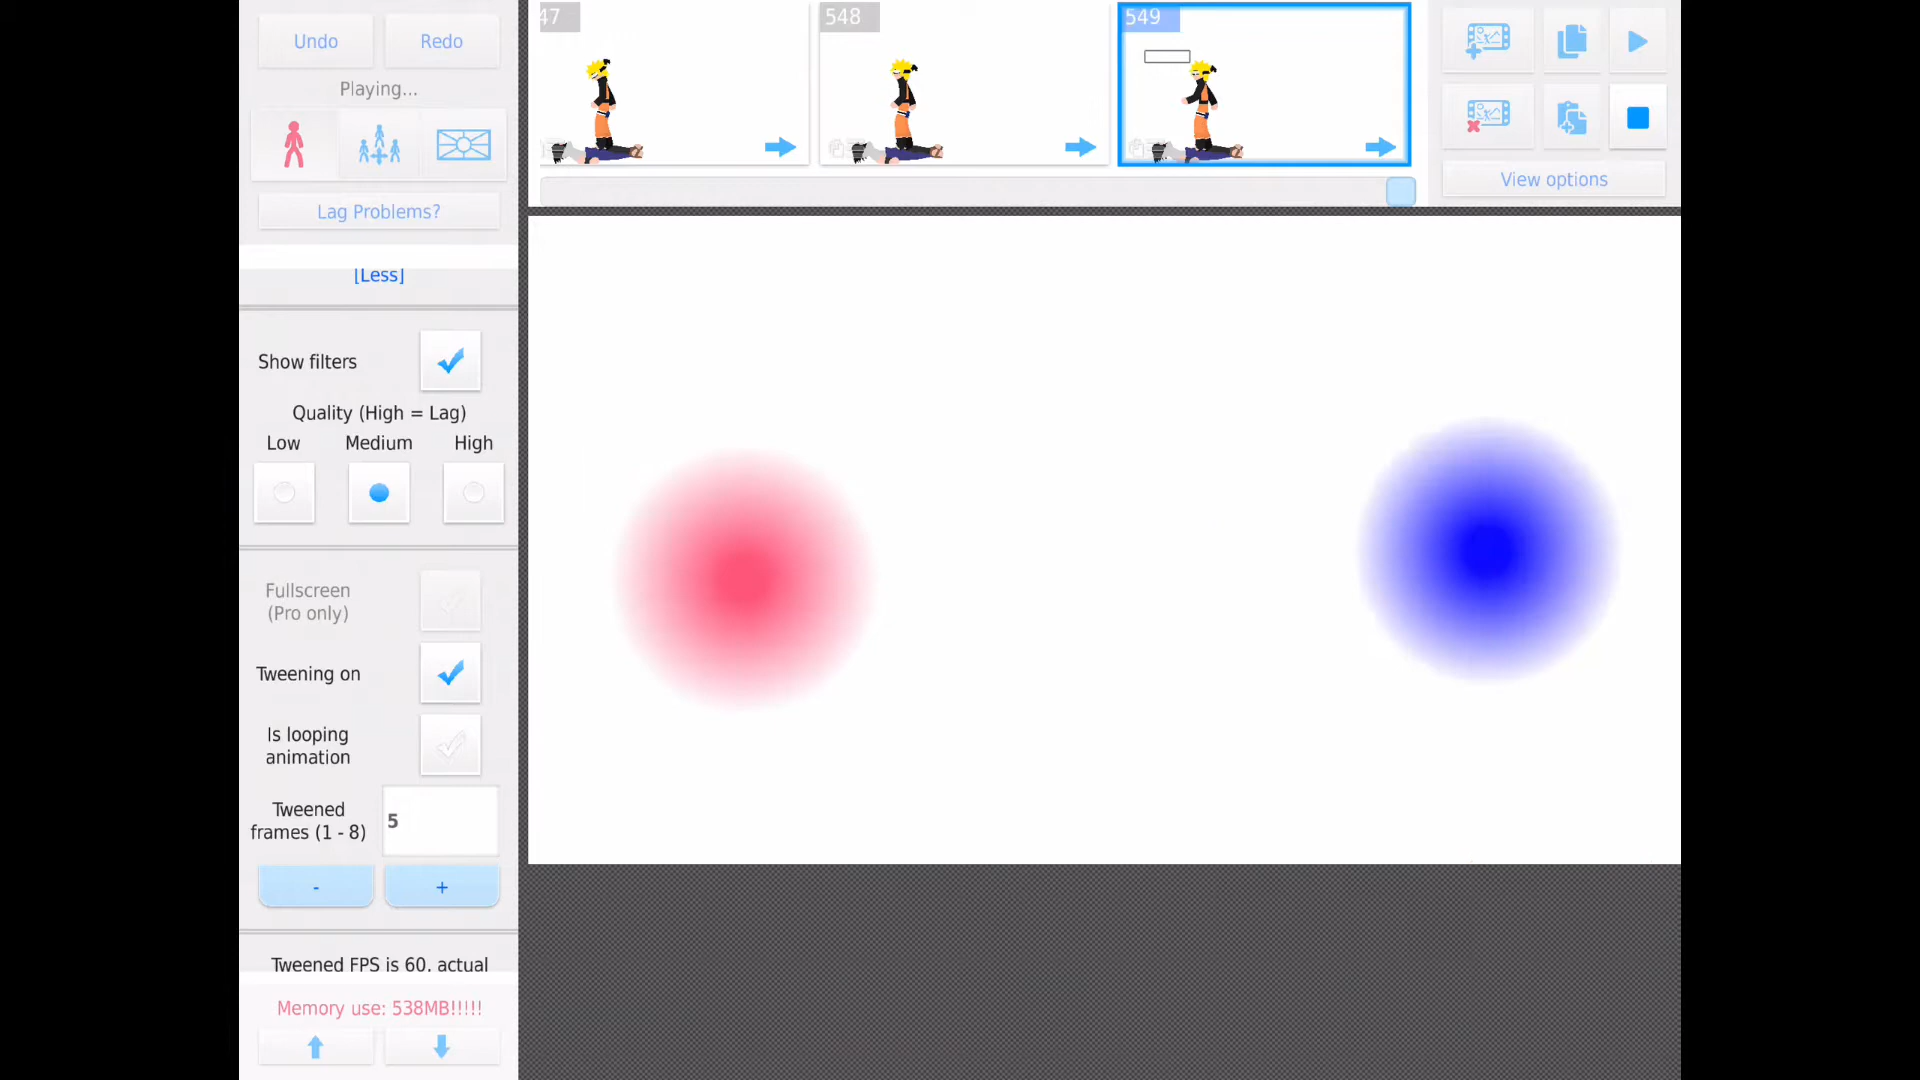 Undo
Redo
Playing...
Lag Problems?
[Less]
Show filters
Quality (High = Lag)
Low
Medium
High
Fullscreen
(Pro only)
Tweening on
Is looping
animation
Tweened
frames (1 - 8)
5
-
+
Tweened FPS is 60, actual
Memory use: 538MB!!!!!
47
548
549
View options